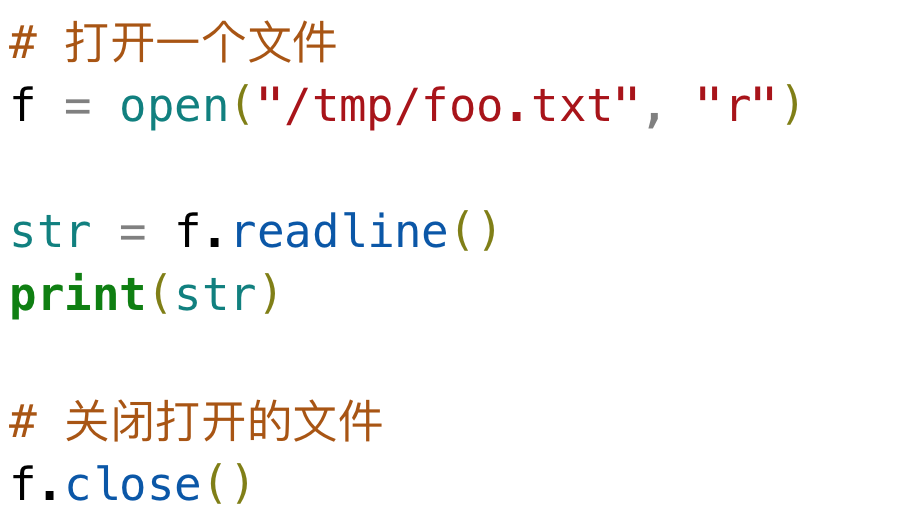 # 打开一个文件
f = open("/tmp/foo.txt", "r")
str = f.readline()
print(str)
# 关闭打开的文件
f.close()